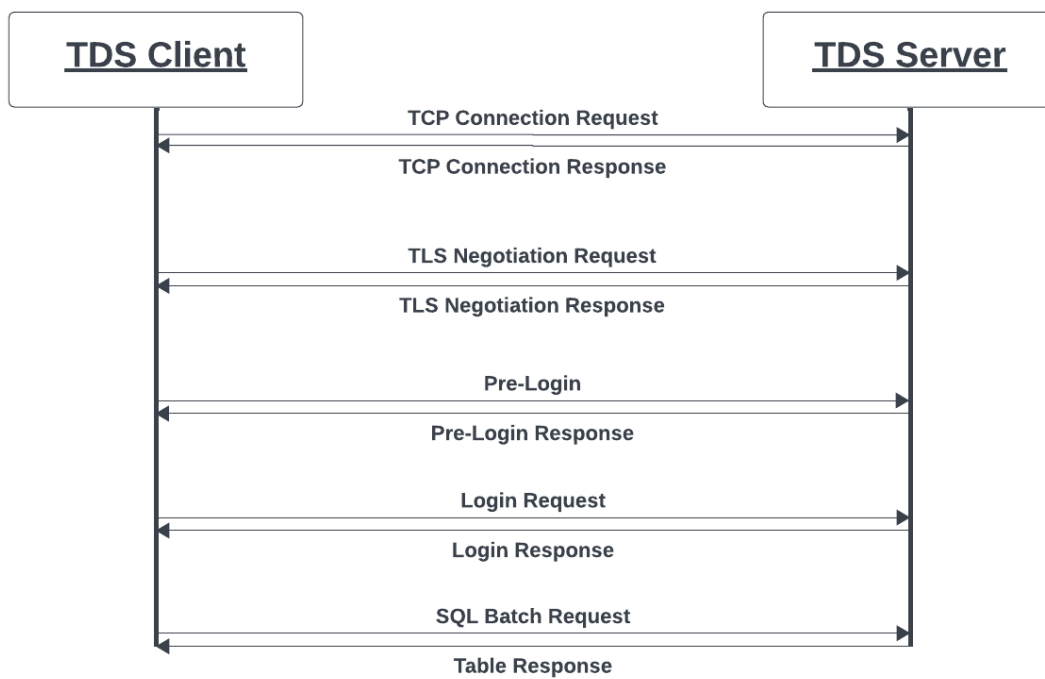 TDS Client
TDS Server
TCP Connection Request
TCP Connection Response
TLS Negotiation Request
TLS Negotiation Response
Pre-Login
Pre-Login Response
Login Request
Login Response
SQL Batch Request
Table Response